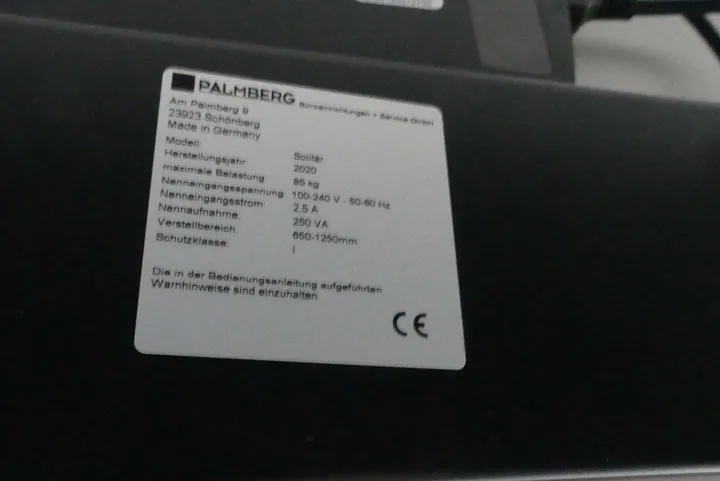 PALMBERG Büroeinrichtungen + Service GmbH
Am Palmberg 9
23923 Schönberg
Made in Germany
Modell: Solitär
Herstellungsjahr: 2020
maximale Belastung: 85 kg
Nenneingangsspannung: 100-240 V - 50-60 Hz
Nenneingangsstrom: 2,5 A
Nennaufnahme: 250 VA
Verstellbereich: 650-1250mm
Schutzklasse: I
Die in der Bedienungsanleitung aufgeführten
Warnhinweise sind einzuhalten.
CE